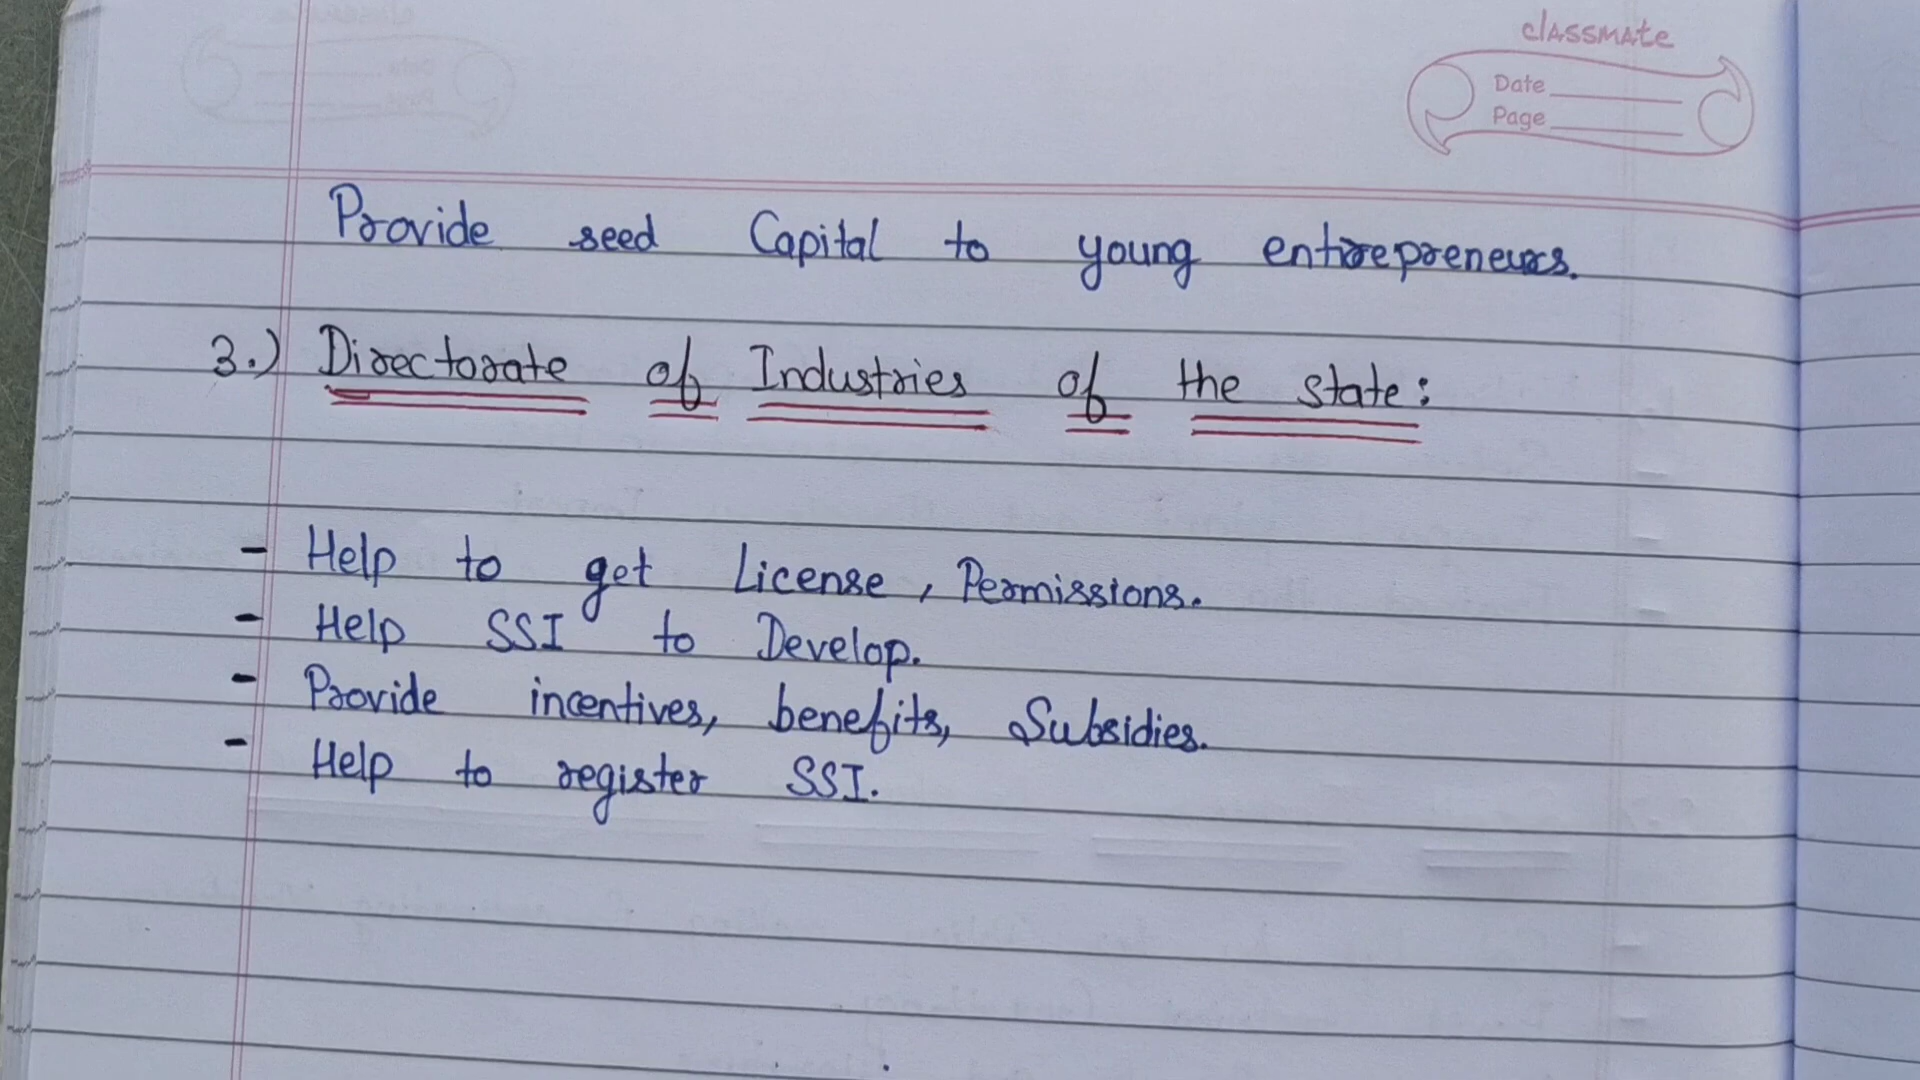 classmate
Date
Page
Provide seed Capital to young entrepreneurs.
3.) Directorate of Industries of the state:
- Help to get License, Permissions.
- Help SSI to Develop.
- Provide incentives, benefits, Subsidies.
- Help to register SSI.